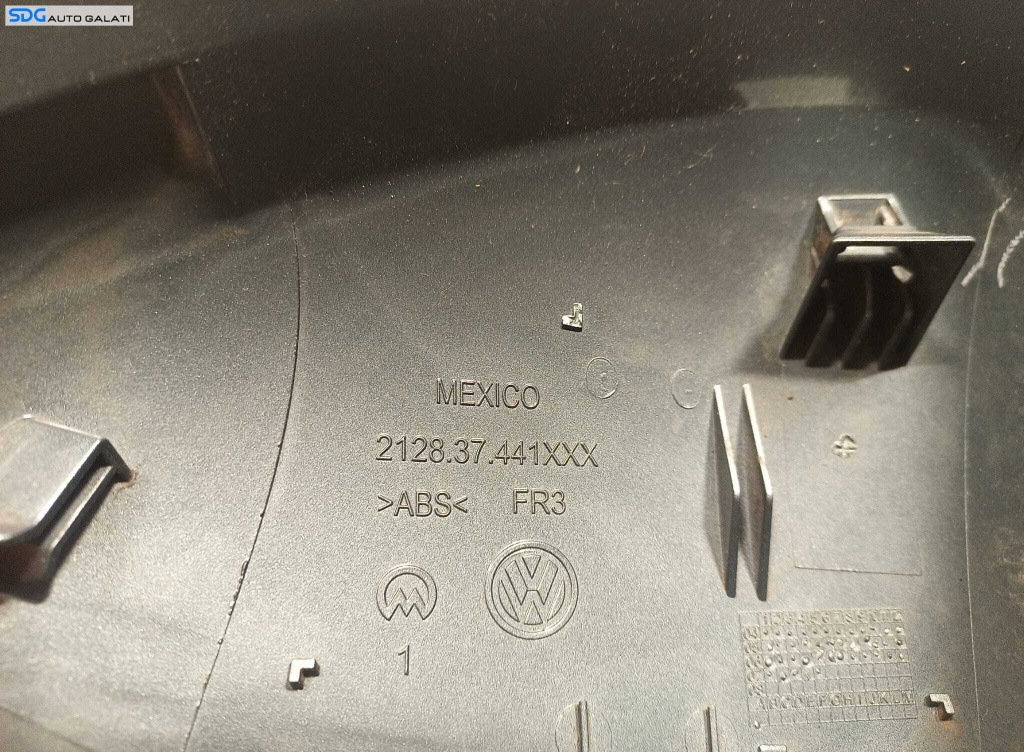 SDG AUTO GALATI
MEXICO
2128.37.441XXX
>ABS< FR3
1